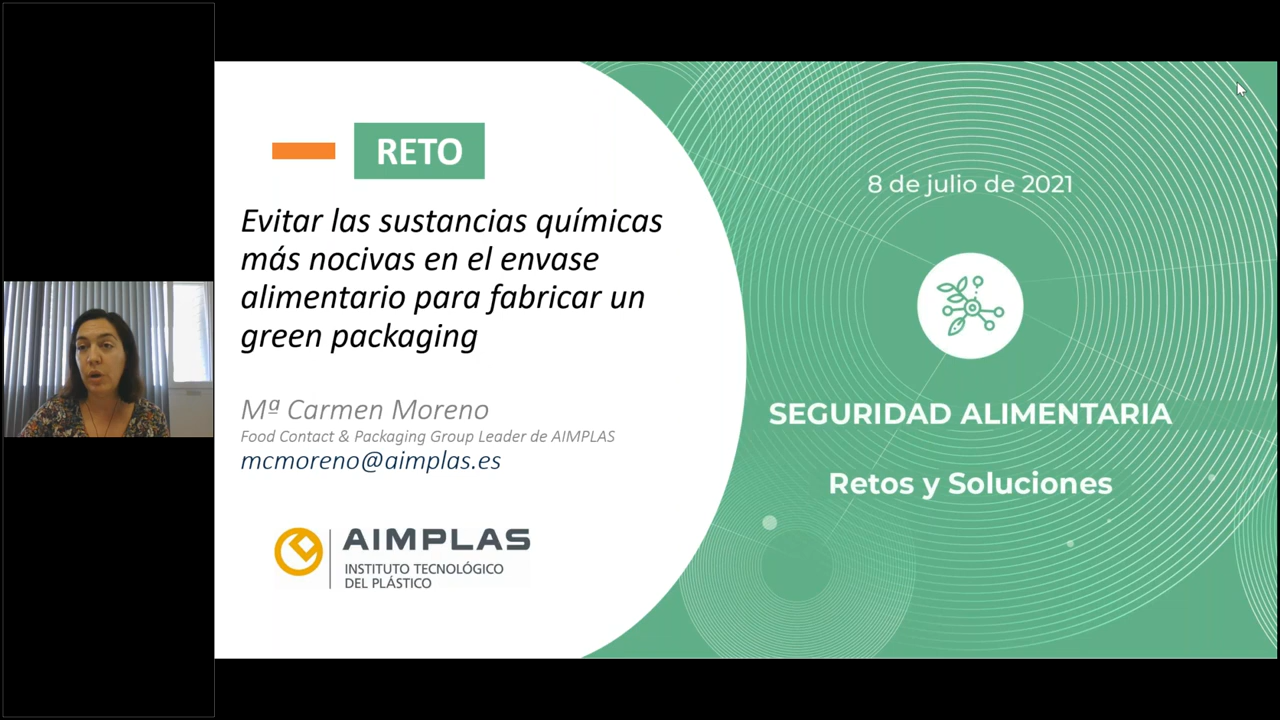 RETO
Evitar las sustancias químicas
más nocivas en el envase
alimentario para fabricar un
green packaging
Mª Carmen Moreno
Food Contact & Packaging Group Leader de AIMPLAS
mcmoreno@aimplas.es
AIMPLAS
INSTITUTO TECNOLÓGICO
DEL PLÁSTICO
8 de julio de 2021
SEGURIDAD ALIMENTARIA
Retos y Soluciones